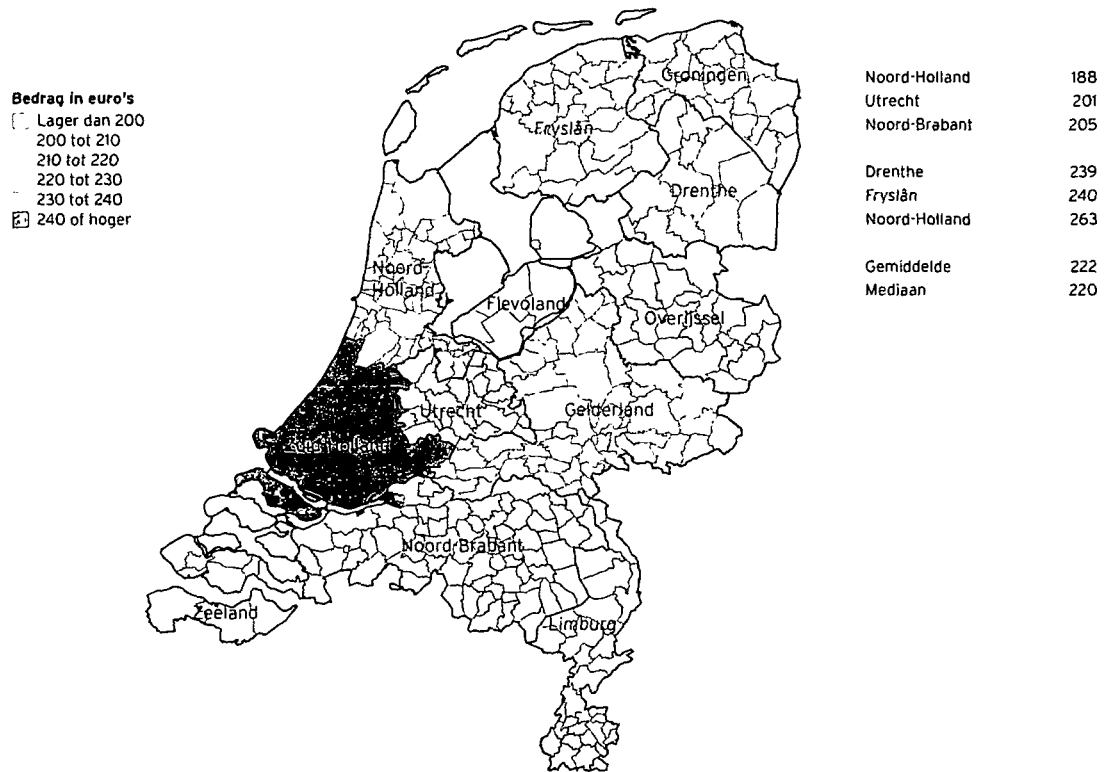 Bedrag in euro's
Lager dan 200
200 tot 210
210 tot 220
220 tot 230
230 tot 240
240 of hoger
Groningen
Fryslân
Drenthe
Noord-
Holland
Flevoland
Overijssel
Utrecht
Gelderland
Zuid-Holland
Noord-Brabant
Zeeland
Limburg
Noord-Holland 188
Utrecht 201
Noord-Brabant 205
Drenthe 239
Fryslân 240
Noord-Holland 263
Gemiddelde 222
Mediaan 220